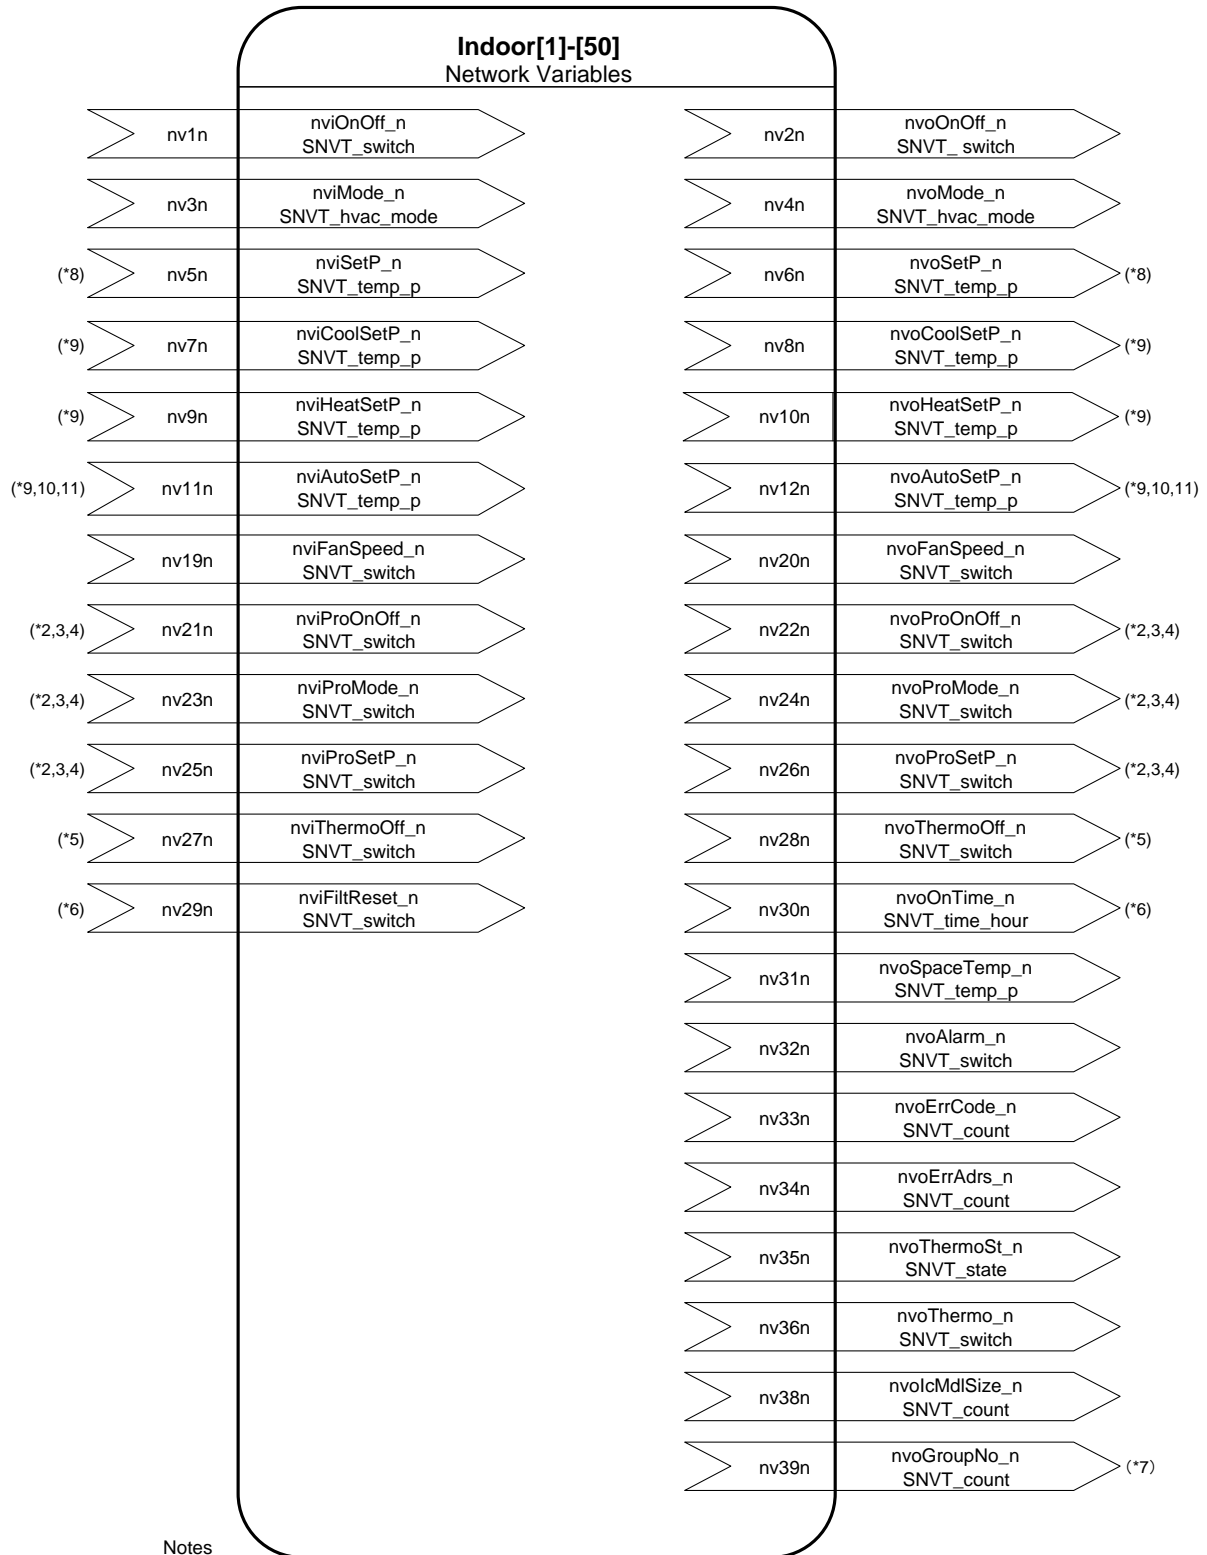 Indoor[1]-[50]
Network Variables
nv1n
nviOnOff_n
SNVT_switch
nv2n
nvoOnOff_n
SNVT_ switch
nv3n
nviMode_n
SNVT_hvac_mode
nv4n
nvoMode_n
SNVT_hvac_mode
(*8)
nv5n
nviSetP_n
SNVT_temp_p
nv6n
nvoSetP_n
SNVT_temp_p
(*8)
(*9)
nv7n
nviCoolSetP_n
SNVT_temp_p
nv8n
nvoCoolSetP_n
SNVT_temp_p
(*9)
(*9)
nv9n
nviHeatSetP_n
SNVT_temp_p
nv10n
nvoHeatSetP_n
SNVT_temp_p
(*9)
(*9,10,11)
nv11n
nviAutoSetP_n
SNVT_temp_p
nv12n
nvoAutoSetP_n
SNVT_temp_p
(*9,10,11)
nv19n
nviFanSpeed_n
SNVT_switch
nv20n
nvoFanSpeed_n
SNVT_switch
(*2,3,4)
nv21n
nviProOnOff_n
SNVT_switch
nv22n
nvoProOnOff_n
SNVT_switch
(*2,3,4)
(*2,3,4)
nv23n
nviProMode_n
SNVT_switch
nv24n
nvoProMode_n
SNVT_switch
(*2,3,4)
(*2,3,4)
nv25n
nviProSetP_n
SNVT_switch
nv26n
nvoProSetP_n
SNVT_switch
(*2,3,4)
(*5)
nv27n
nviThermoOff_n
SNVT_switch
nv28n
nvoThermoOff_n
SNVT_switch
(*5)
(*6)
nv29n
nviFiltReset_n
SNVT_switch
nv30n
nvoOnTime_n
SNVT_time_hour
(*6)
nv31n
nvoSpaceTemp_n
SNVT_temp_p
nv32n
nvoAlarm_n
SNVT_switch
nv33n
nvoErrCode_n
SNVT_count
nv34n
nvoErrAdrs_n
SNVT_count
nv35n
nvoThermoSt_n
SNVT_state
nv36n
nvoThermo_n
SNVT_switch
nv38n
nvoIcMdlSize_n
SNVT_count
nv39n
nvoGroupNo_n
SNVT_count
(*7)
Notes